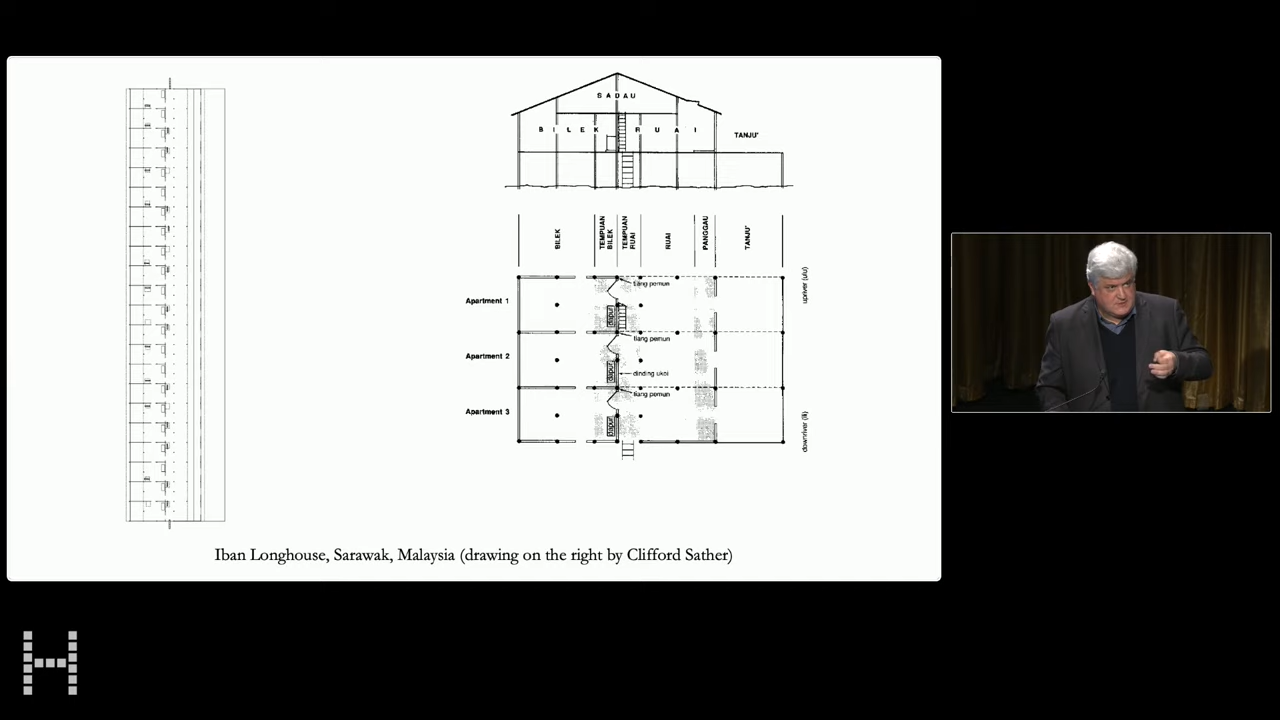 SADAU
BILEK
RUAI
TANJU'
BILEK
TEMPUAN
BILEK
TEMPUAN
RUAI
RUAI
PANGGAU
TANJU'
tiang pemun
upriver (ulu)
Apartment 1
dapur
tiang pemun
Apartment 2
dapur
dinding ukoi
tiang pemun
Apartment 3
dapur
downriver (ili)
Iban Longhouse, Sarawak, Malaysia (drawing on the right by Clifford Sather)
H